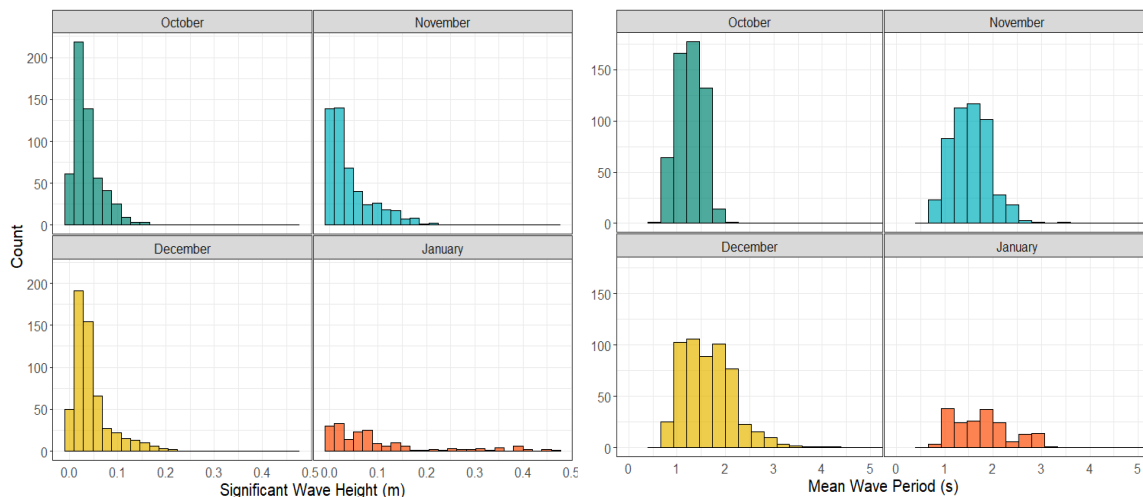 October November
200
150
100
50
0
December January
200
150
100
50
0
0.0 0.1 0.2 0.3 0.4 0.5 0.0 0.1 0.2 0.3 0.4 0.5
Significant Wave Height (m)
Count
October November
150
100
50
0
December January
150
100
50
0
0 1 2 3 4 5 0 1 2 3 4 5
Mean Wave Period (s)